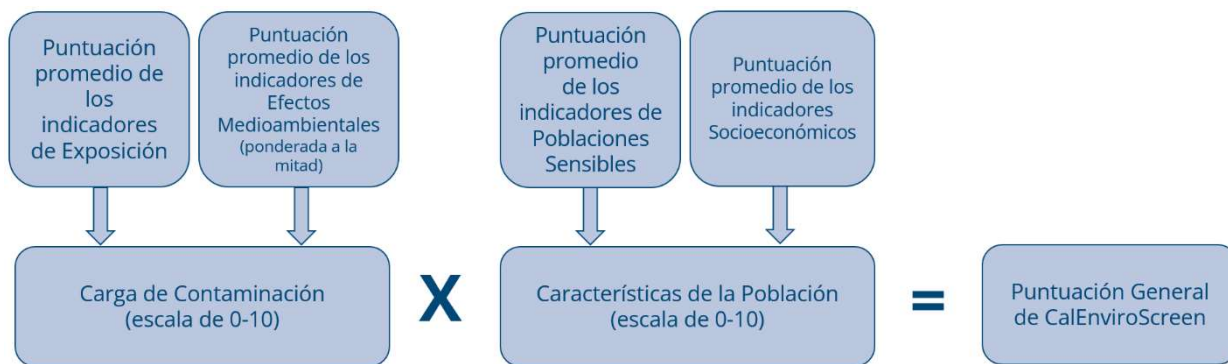 Puntuación
promedio de
los
indicadores
de Exposición
Puntuación
promedio de los
indicadores de
Efectos
Medioambientales
(ponderada a la
mitad)
Puntuación
promedio
de los
indicadores de
Poblaciones
Sensibles
Puntuación
promedio de los
indicadores
Socioeconómicos
Carga de Contaminación
(escala de 0-10)
X
Características de la Población
(escala de 0-10)
=
Puntuación General
de CalEnviroScreen